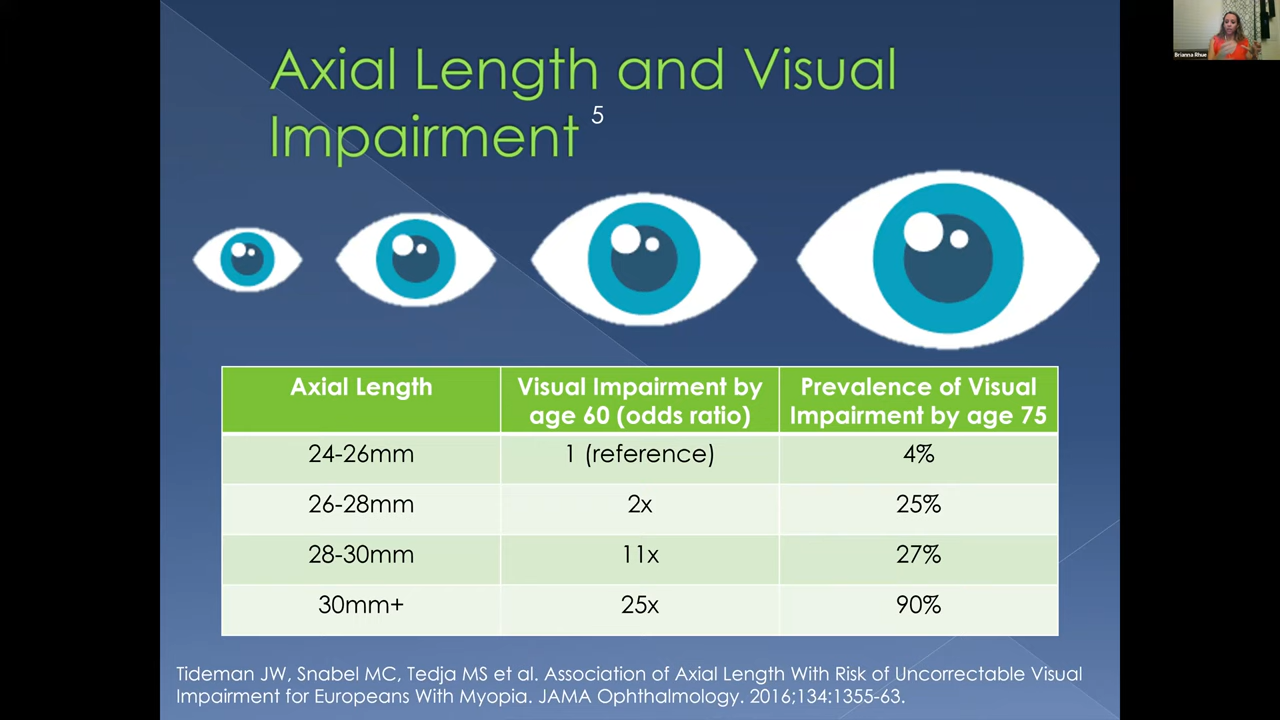 Axial Length and Visual
Impairment 5
Brianna Rhue
Axial Length
Visual Impairment by
age 60 (odds ratio)
Prevalence of Visual
Impairment by age 75
24-26mm 1 (reference) 4%
26-28mm 2x 25%
28-30mm 11x 27%
30mm+ 25x 90%
Tideman JW, Snabel MC, Tedja MS et al. Association of Axial Length With Risk of Uncorrectable Visual
Impairment for Europeans With Myopia. JAMA Ophthalmology. 2016;134:1355-63.